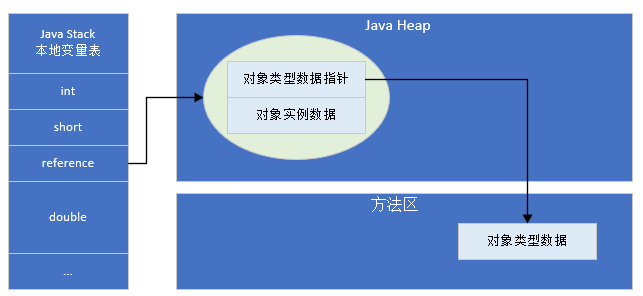 Java Stack
本地变量表
int
short
reference
double
...
Java Heap
对象类型数据指针
对象实例数据
方法区
对象类型数据